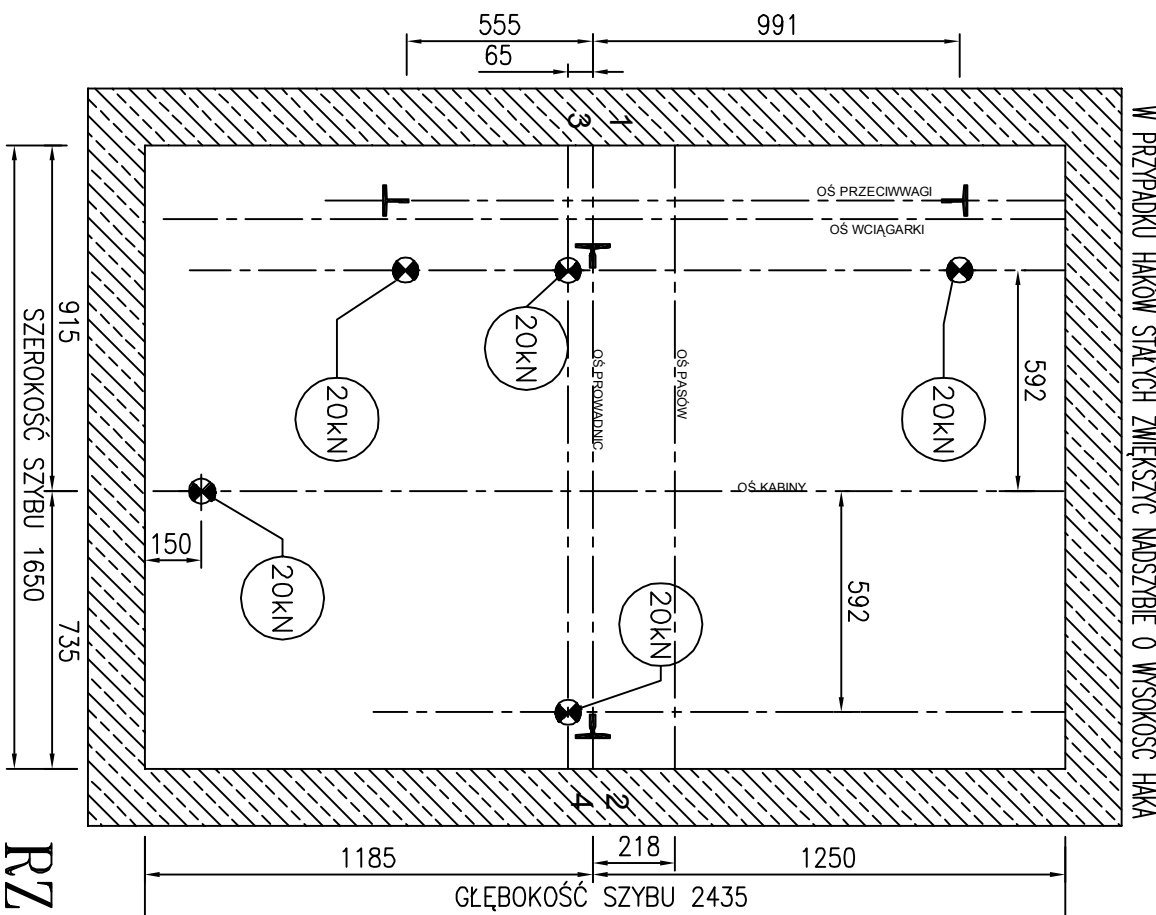 W PRZYPADKU HAKÓW STAŁYCH ZWIĘKSZYC NADSZYBIE O WYSOKOSC HAKA
555
991
65
1
3
OŚ PRZECIWWAGI
OŚ WCIĄGARKI
20kN
20kN
20kN
592
OŚ PROWADNIC
OŚ PASÓW
OŚ KABINY
915
SZEROKOŚĆ SZYBU 1650
735
150
20kN
20kN
592
2
4
1185
218
1250
GŁĘBOKOŚĆ SZYBU 2435
RZ